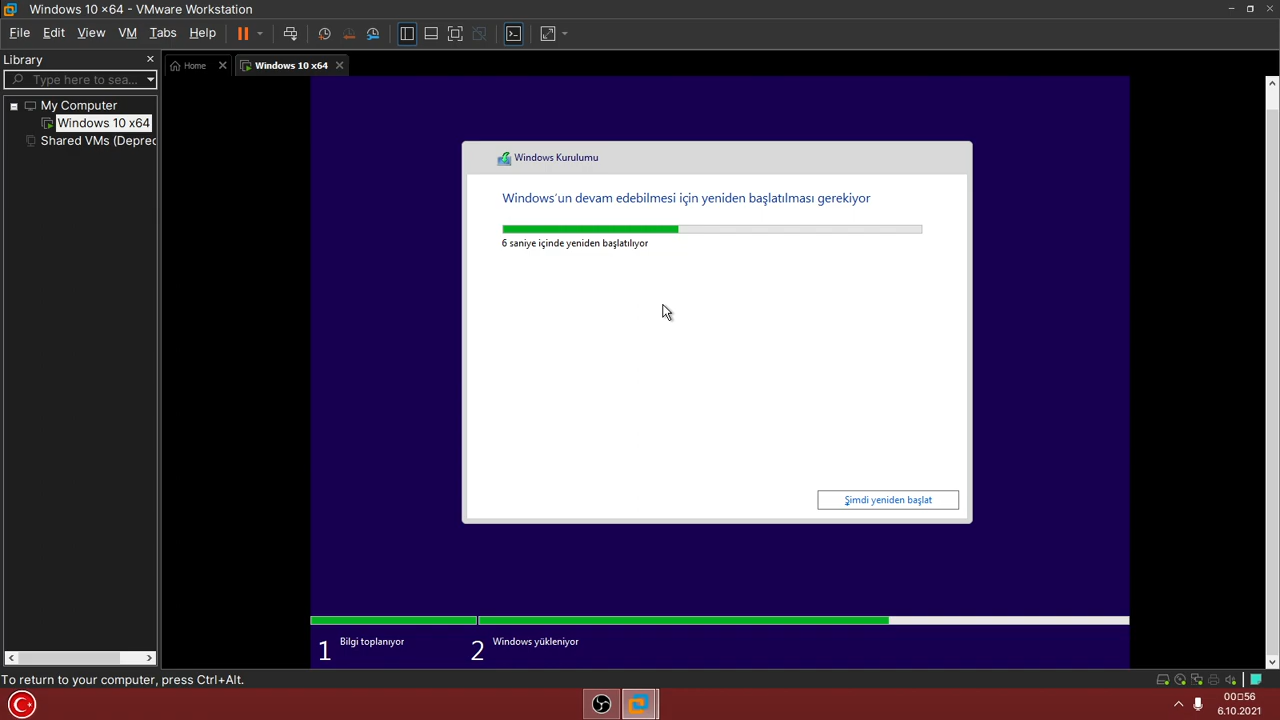 Windows 10 ×64 - VMware Workstation
File Edit View VM Tabs Help
Library
Type here to sea...
Home
Windows 10 x64
My Computer
Windows 10 x64
Shared VMs (Deprec
Windows Kurulumu
Windows'un devam edebilmesi için yeniden başlatılması gerekiyor
6 saniye içinde yeniden başlatılıyor
Şimdi yeniden başlat
1 Bilgi toplanıyor
2 Windows yükleniyor
To return to your computer, press Ctrl+Alt.
00□56
6.10.2021